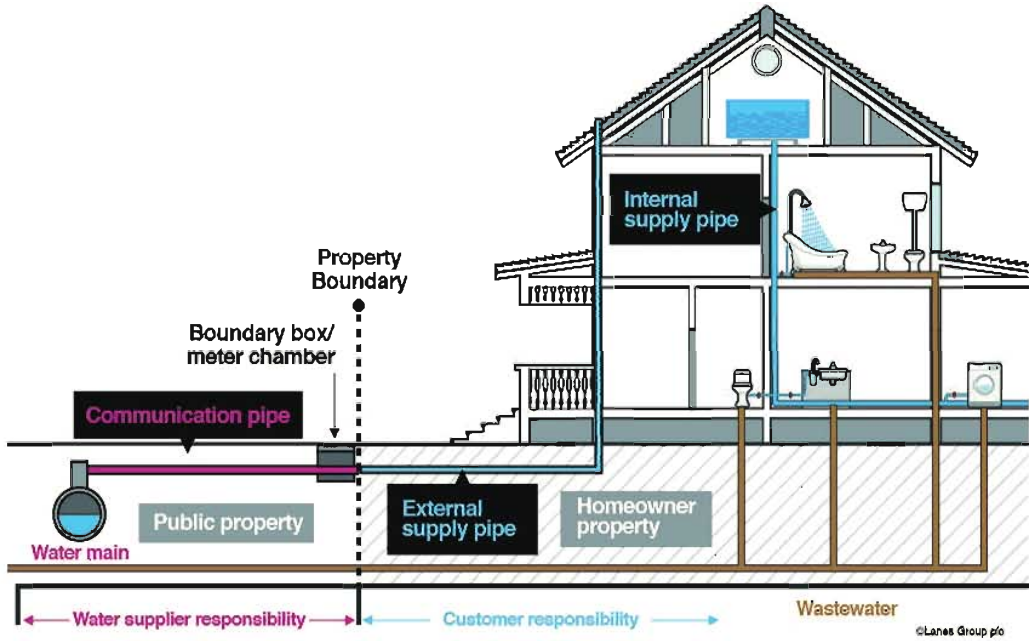 Internal
supply pipe
Property
Boundary
Boundary box/
meter chamber
Communication pipe
External
supply pipe
Homeowner
property
Public property
Water main
Water supplier responsibility
Customer responsibility
Wastewater
©Lanes Group plc